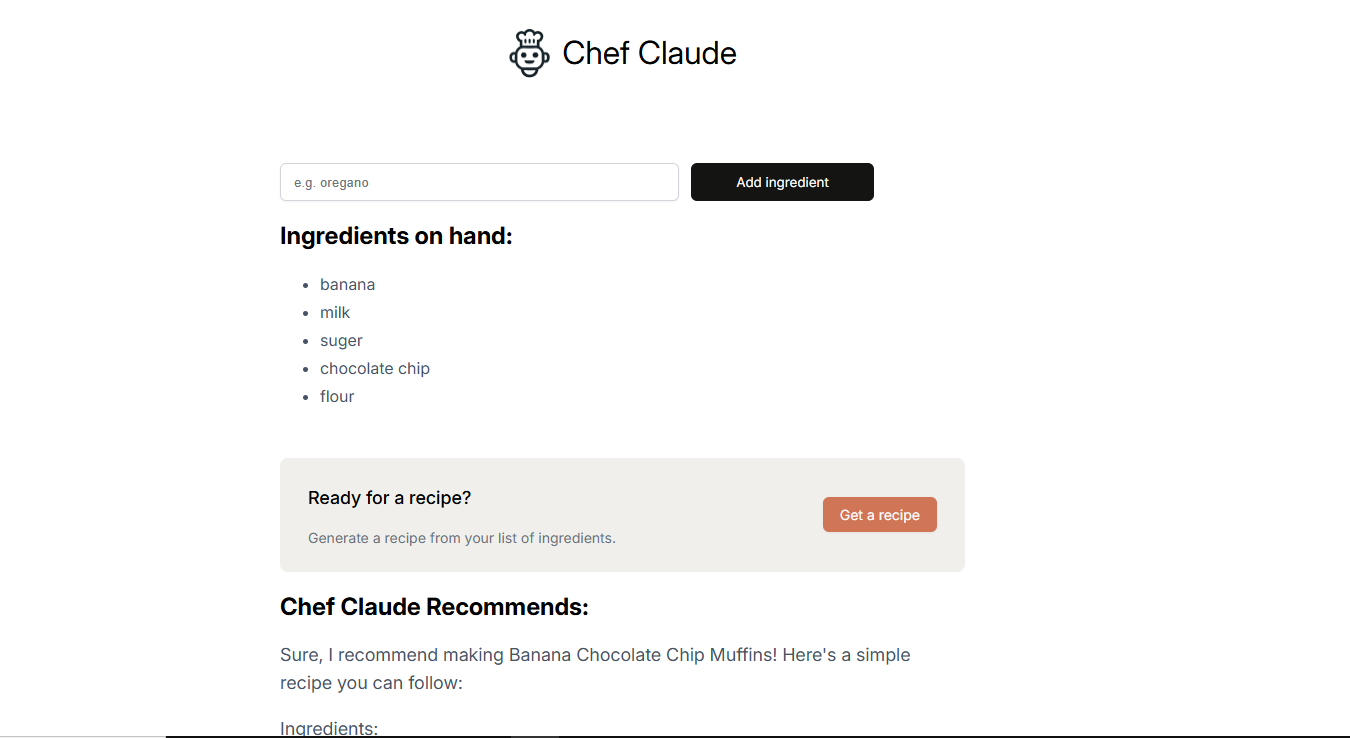 Chef Claude
e.g. oregano
Add ingredient
Ingredients on hand:
banana
milk
suger
chocolate chip
flour
Ready for a recipe?
Generate a recipe from your list of ingredients.
Get a recipe
Chef Claude Recommends:
Sure, I recommend making Banana Chocolate Chip Muffins! Here's a simple
recipe you can follow:
Ingredients: